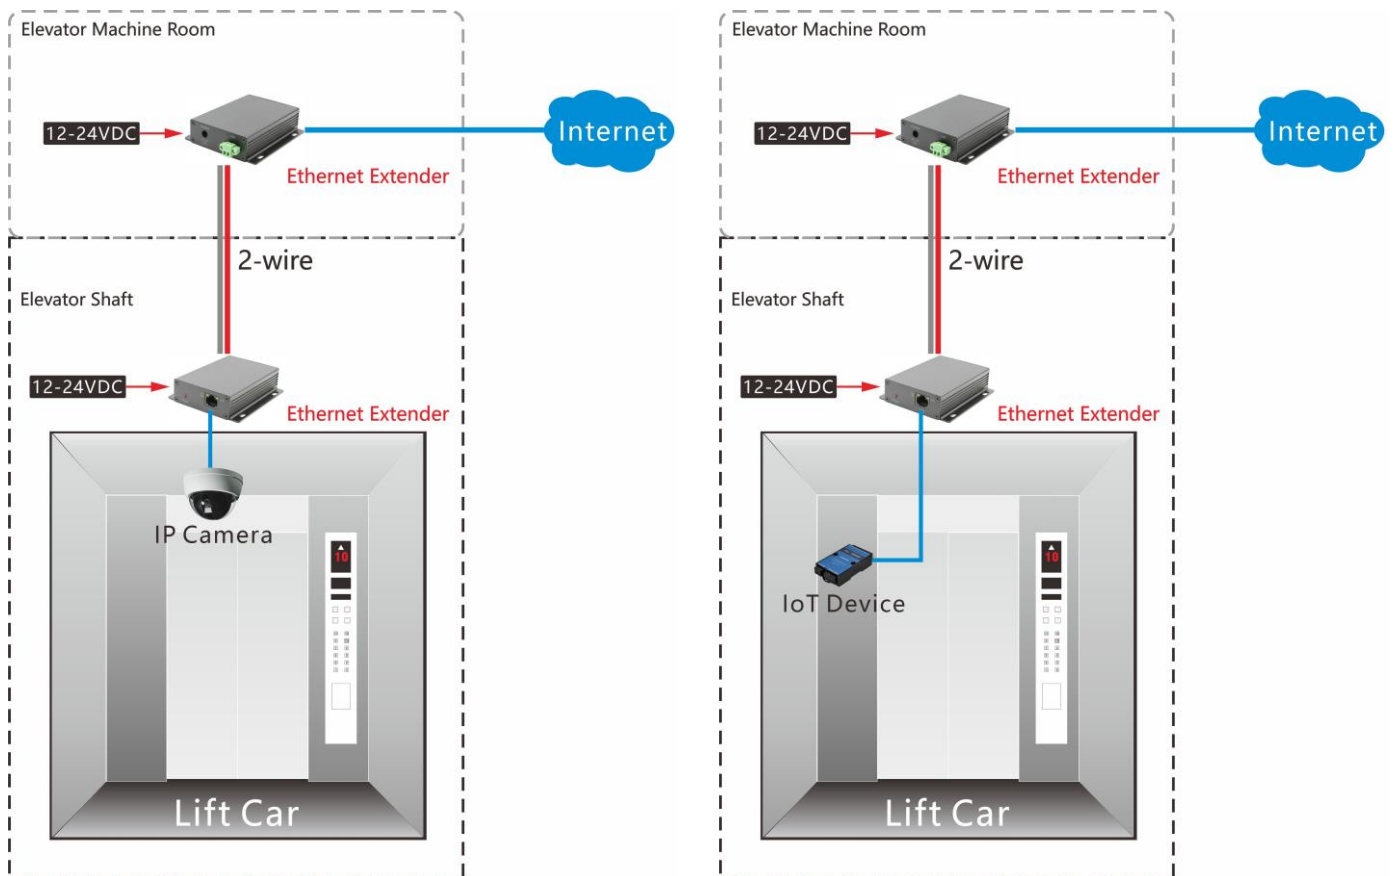 Elevator Machine Room
12-24VDC
Internet
Ethernet Extender
2-wire
Elevator Shaft
12-24VDC
Ethernet Extender
IP Camera
10
Lift Car
Elevator Machine Room
12-24VDC
Internet
Ethernet Extender
2-wire
Elevator Shaft
12-24VDC
Ethernet Extender
10
IoT Device
Lift Car